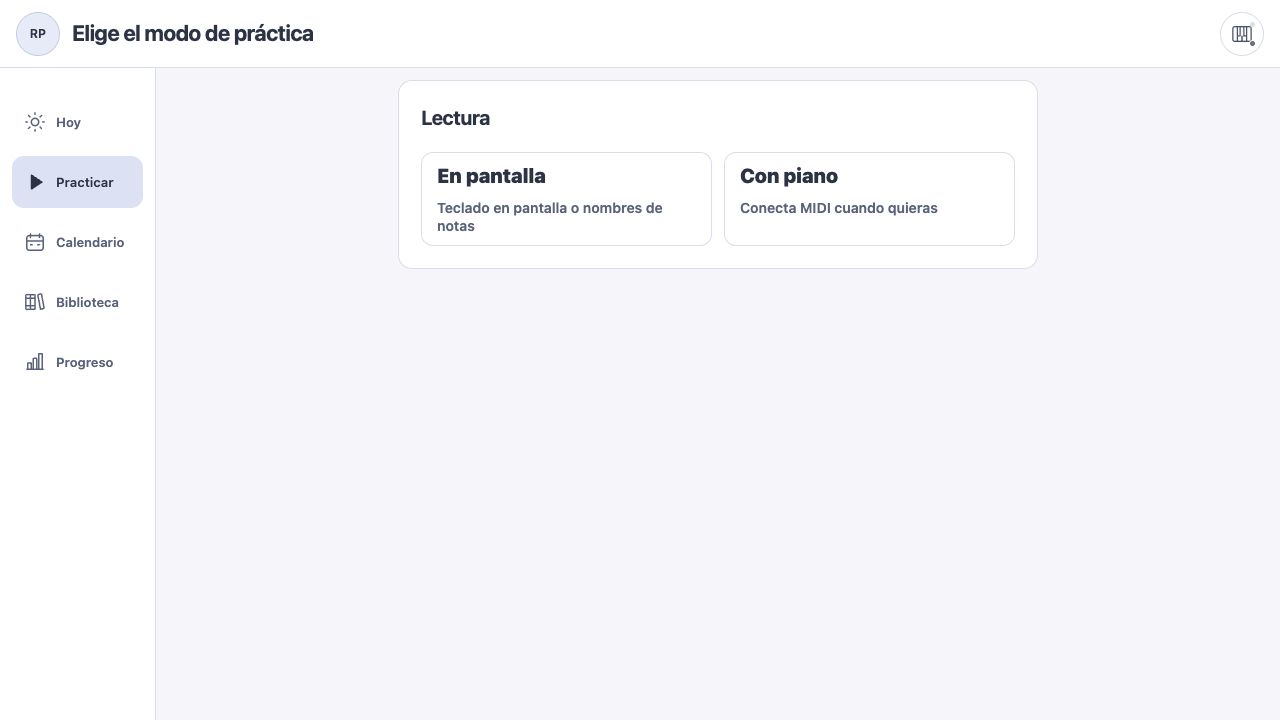 RP
Elige el modo de práctica
Hoy
Practicar
Calendario
Biblioteca
Progreso
Lectura
En pantalla
Teclado en pantalla o nombres de
notas
Con piano
Conecta MIDI cuando quieras